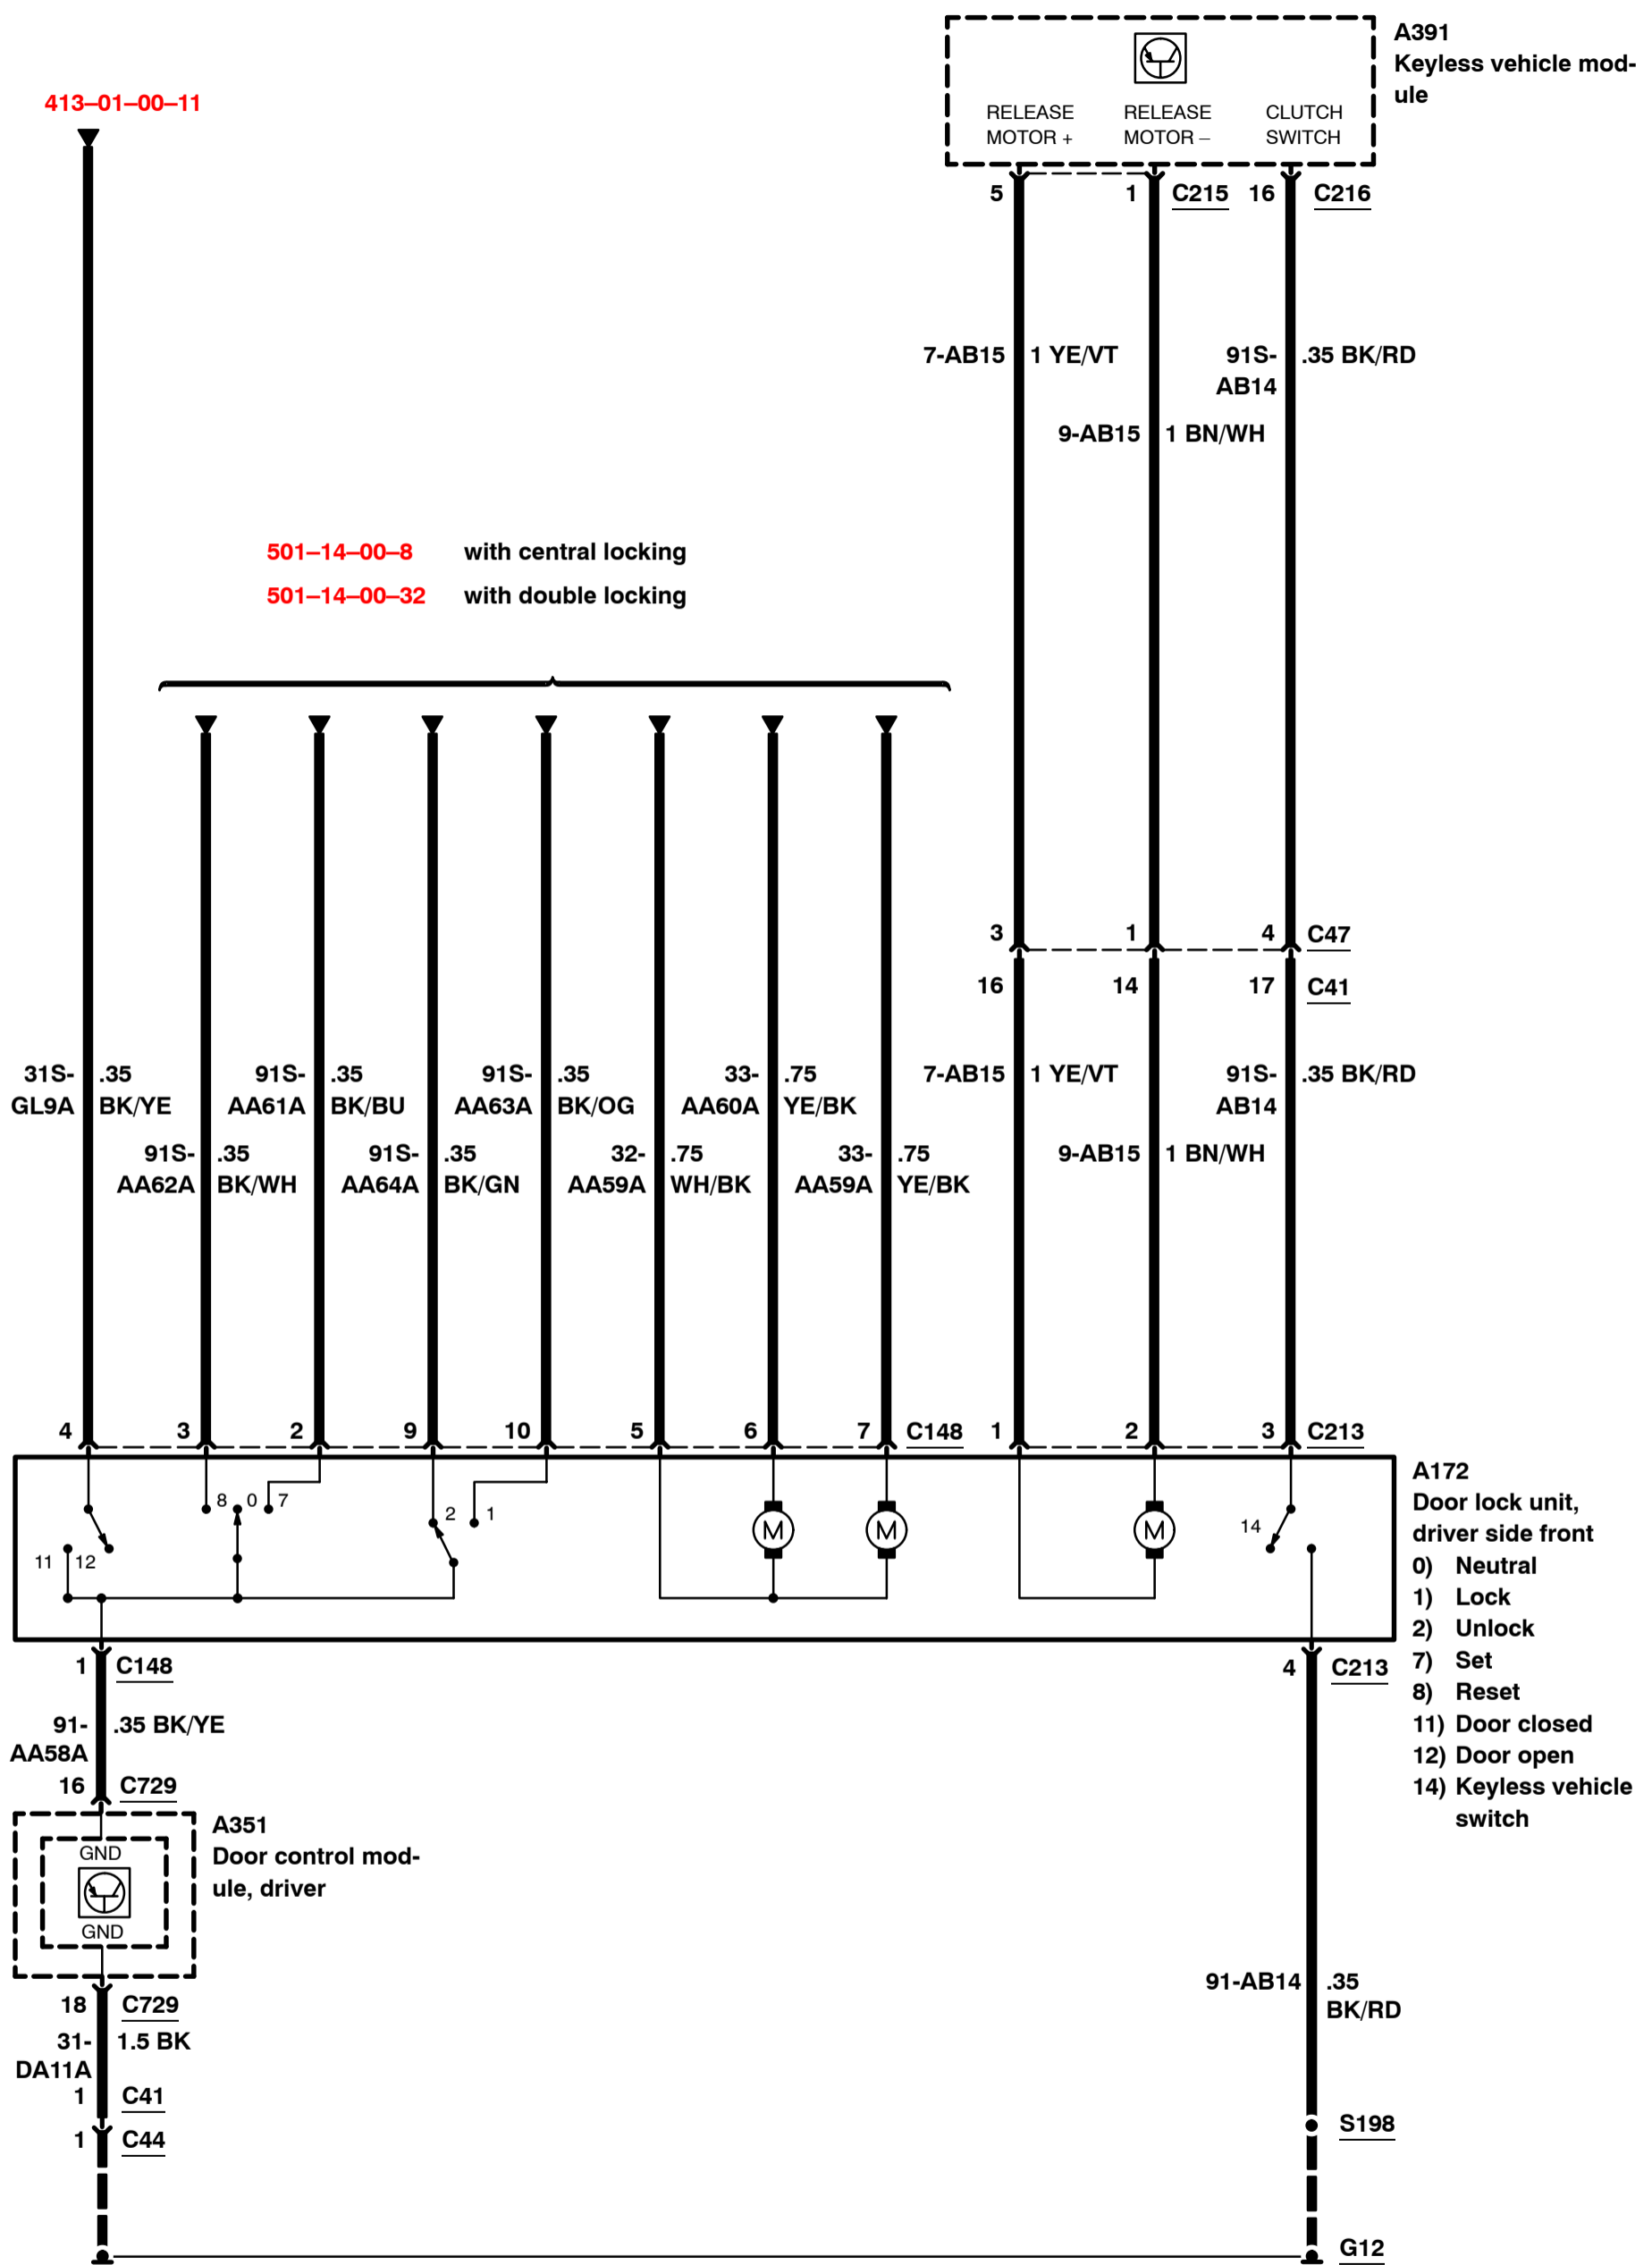 A391
Keyless vehicle mod-
ule
RELEASE MOTOR +
RELEASE MOTOR –
CLUTCH SWITCH
413–01–00–11
5 1 C215 16 C216
7-AB15 1 YE/VT
91S-AB14 .35 BK/RD
9-AB15 1 BN/WH
501–14–00–8 with central locking
501–14–00–32 with double locking
3 1 4 C47
16 14 17 C41
31S-GL9A .35 BK/YE
91S-AA61A .35 BK/BU
91S-AA63A .35 BK/OG
33-AA60A .75 YE/BK
7-AB15 1 YE/VT
91S-AB14 .35 BK/RD
91S-AA62A .35 BK/WH
91S-AA64A .35 BK/GN
32-AA59A .75 WH/BK
33-AA59A .75 YE/BK
9-AB15 1 BN/WH
4 3 2 9 10 5 6 7 C148 1 2 3 C213
8 0 7
2 1
M M M
14
11 12
A172
Door lock unit,
driver side front
0) Neutral
1) Lock
2) Unlock
7) Set
8) Reset
11) Door closed
12) Door open
14) Keyless vehicle
switch
1 C148
4 C213
91-AA58A .35 BK/YE
16 C729
A351
Door control mod-
ule, driver
GND
GND
18 C729
31-DA11A 1.5 BK
1 C41
1 C44
91-AB14 .35 BK/RD
S198
G12